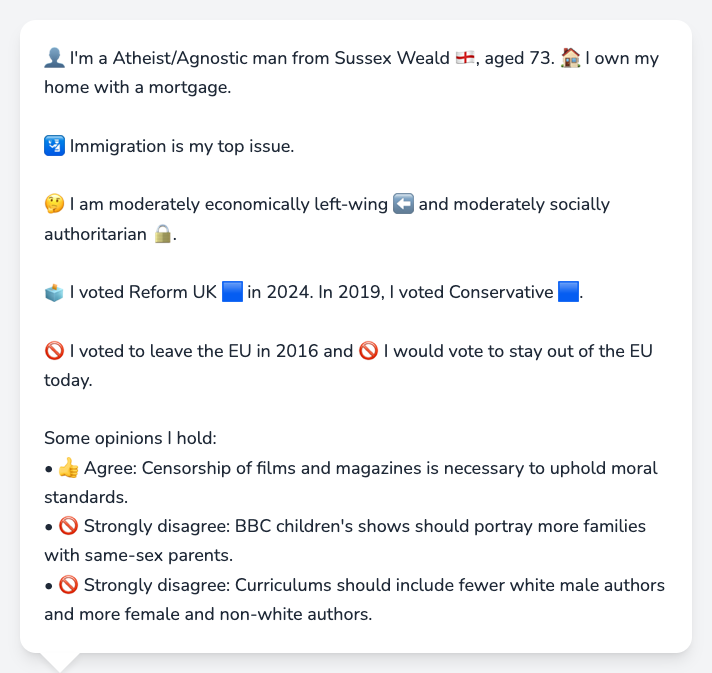 👤 I'm a Atheist/Agnostic man from Sussex Weald 🏴󠁧󠁢󠁥󠁮󠁧󠁿, aged 73. 🏠 I own my
home with a mortgage.
🛂 Immigration is my top issue.
🤔 I am moderately economically left-wing ⬅️ and moderately socially
authoritarian 🔒.
🗳️ I voted Reform UK 🟦 in 2024. In 2019, I voted Conservative 🟦.
🚫 I voted to leave the EU in 2016 and 🚫 I would vote to stay out of the EU
today.
Some opinions I hold:
• 👍 Agree: Censorship of films and magazines is necessary to uphold moral
standards.
• 🚫 Strongly disagree: BBC children's shows should portray more families
with same-sex parents.
• 🚫 Strongly disagree: Curriculums should include fewer white male authors
and more female and non-white authors.